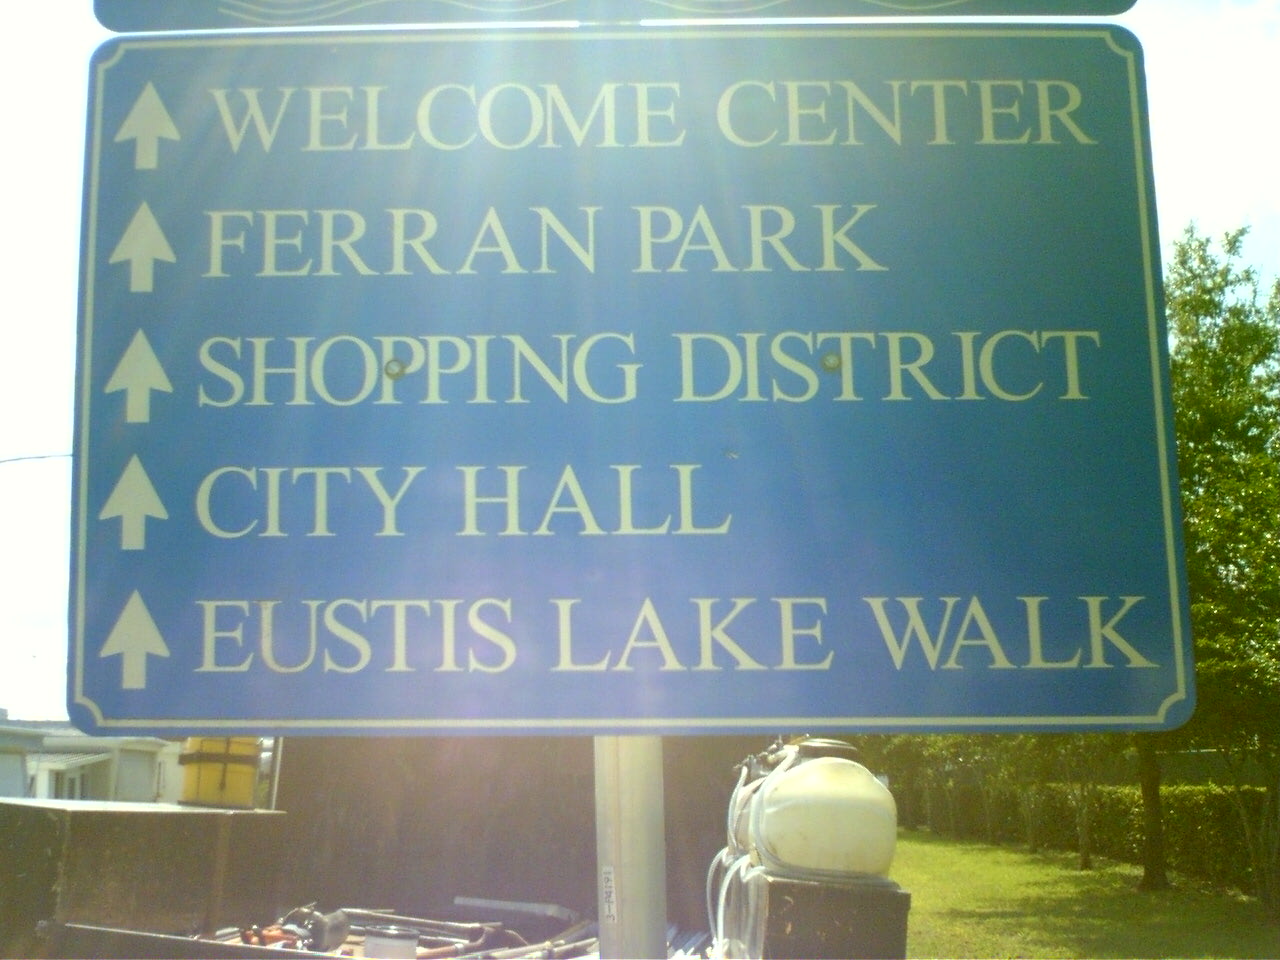 WELCOME CENTER
FERRAN PARK
SHOPPING DISTRICT
CITY HALL
EUSTIS LAKE WALK